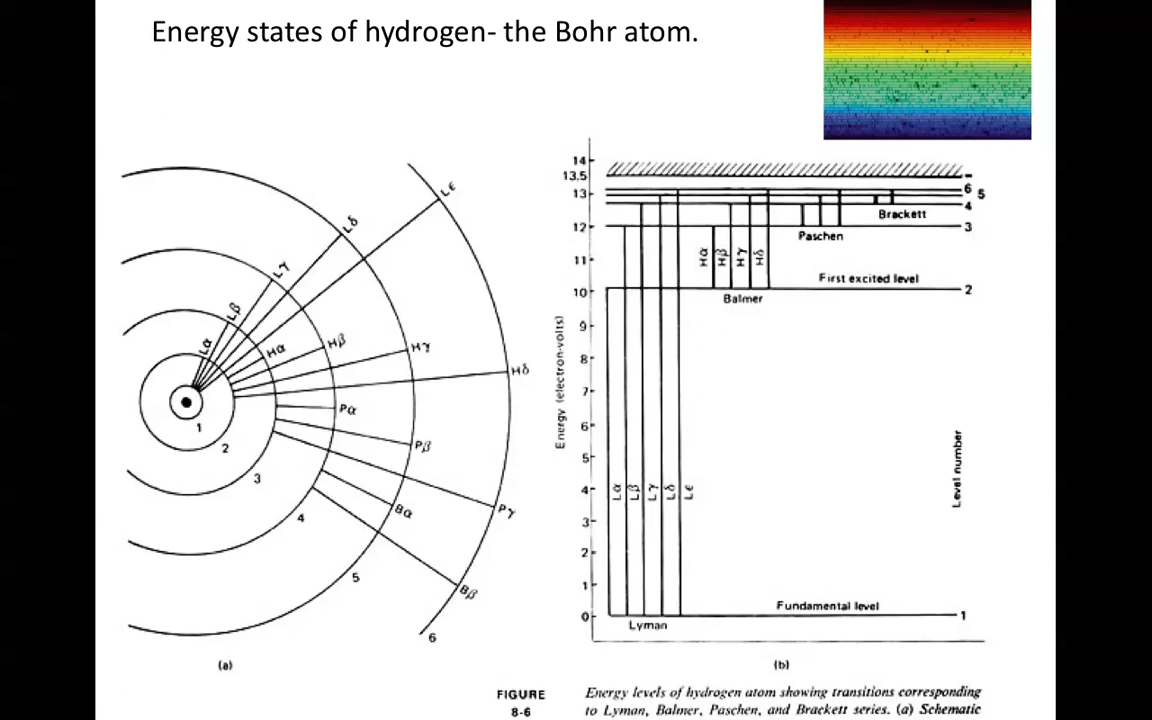 Energy states of hydrogen- the Bohr atom.
Lα
Lβ
Lγ
Lδ
Lε
Hα
Hβ
Hγ
Hδ
Pα
Pβ
Pγ
Bα
Bβ
1
2
3
4
5
6
(a)
Energy (electron-volts)
14
13.5
13
12
11
10
9
8
7
6
5
4
3
2
1
0
6
5
4
3
2
1
Brackett
Paschen
Hα
Hβ
Hγ
Hδ
First excited level
Balmer
Lα
Lβ
Lγ
Lδ
Lε
Level number
Fundamental level
Lyman
(b)
FIGURE
8-6
Energy levels of hydrogen atom showing transitions corresponding
to Lyman, Balmer, Paschen, and Brackett series. (a) Schematic